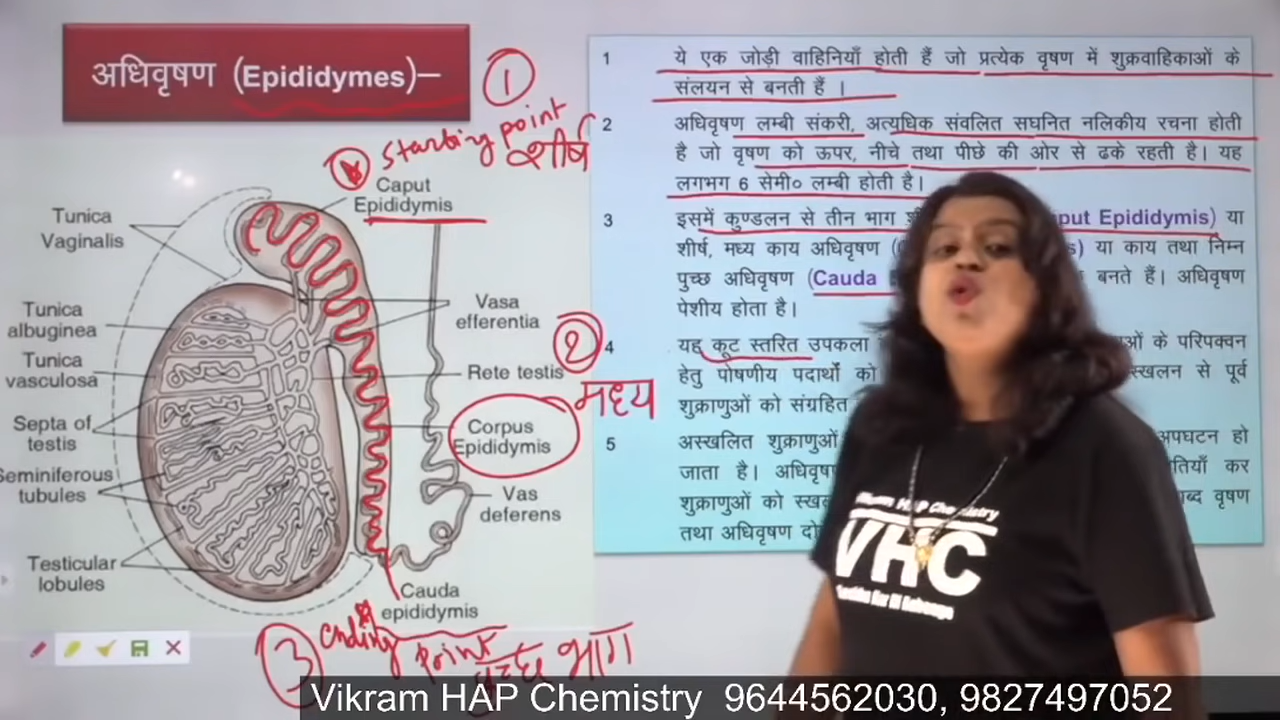 अधिवृषण (Epididymes)–
1
Starting point
शीर्ष
Caput
Epididymis
Tunica
Vaginalis
Tunica
albuginea
Tunica
vasculosa
Septa of
testis
Seminiferous
tubules
Testicular
lobules
Vasa
efferentia
2
Rete testis
मध्य
Corpus
Epididymis
Vas
deferens
Cauda
epididymis
3
ending point
भाग
1 ये एक जोड़ी वाहिनियाँ होती हैं जो प्रत्येक वृषण में शुक्रवाहिकाओं के
संलयन से बनती हैं ।
2 अधिवृषण लम्बी संकरी, अत्यधिक संवलित सघनित नलिकीय रचना होती
है जो वृषण को ऊपर, नीचे तथा पीछे की ओर से ढके रहती है। यह
लगभग 6 सेमी० लम्बी होती है।
3 इसमें कुण्डलन से तीन भाग Epididymis) या
शीर्ष, मध्य काय अधिवृषण या काय तथा निम्न
पुच्छ अधिवृषण (Cauda बनते हैं। अधिवृषण
पेशीय होता है।
4 यह कूट स्तरित उपकला के परिपक्वन
हेतु पोषणीय पदार्थों को स्खलन से पूर्व
शुक्राणुओं को संग्रहित
5 अस्खलित शुक्राणुओं अपघटन हो
जाता है। कर
शुक्राणुओं को वृषण
तथा अधिवृषण
Vikram HAP Chemistry
VHC
Vikram HAP Chemistry 9644562030, 9827497052